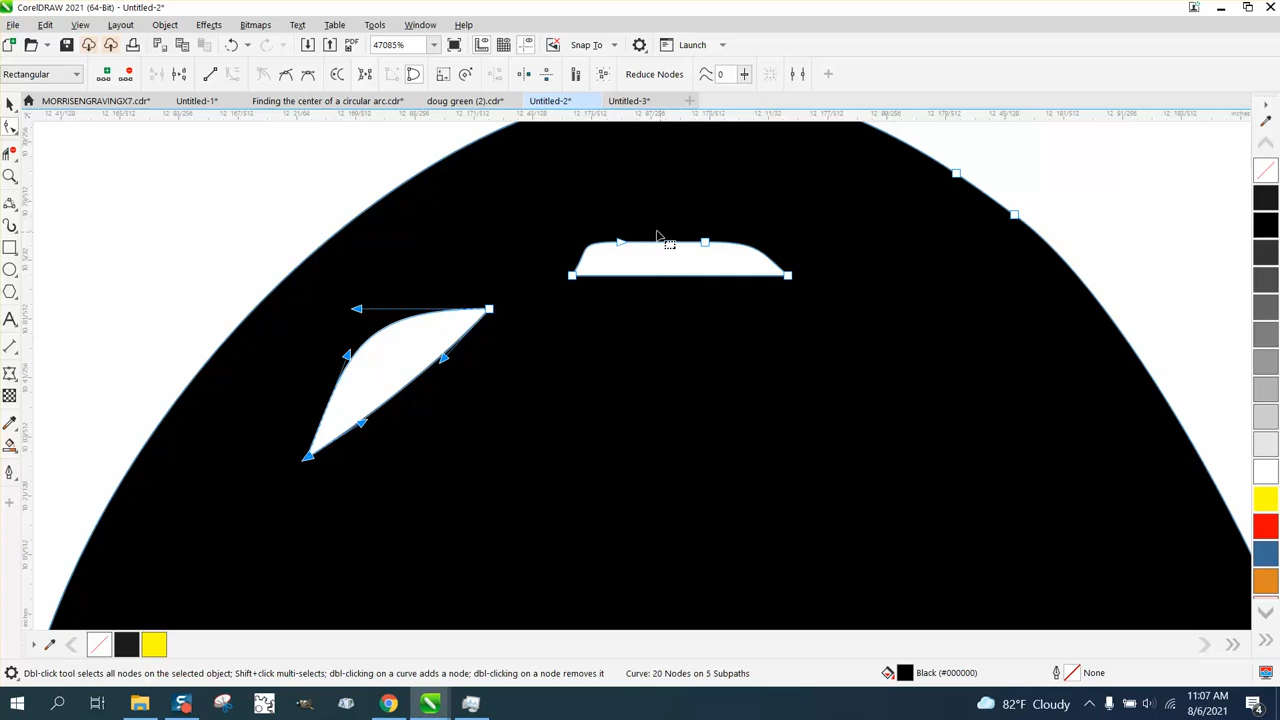 CorelDRAW 2021 (64-Bit) - Untitled-2*
File Edit View Layout Object Effects Bitmaps Text Table Tools Window Help
PDF 47085% Snap To Launch
Rectangular Reduce Nodes 0
MORRISENGRAVINGX7.cdr* Untitled-1* Finding the center of a circular arc.cdr* doug green (2).cdr* Untitled-2* Untitled-3*
inches
inches
Dbl-click tool selects all nodes on the selected object; Shift+click multi-selects; dbl-clicking on a curve adds a node; dbl-clicking on a node removes it Curve: 20 Nodes on 5 Subpaths Black (#000000) None
82°F Cloudy 11:07 AM
8/6/2021 4